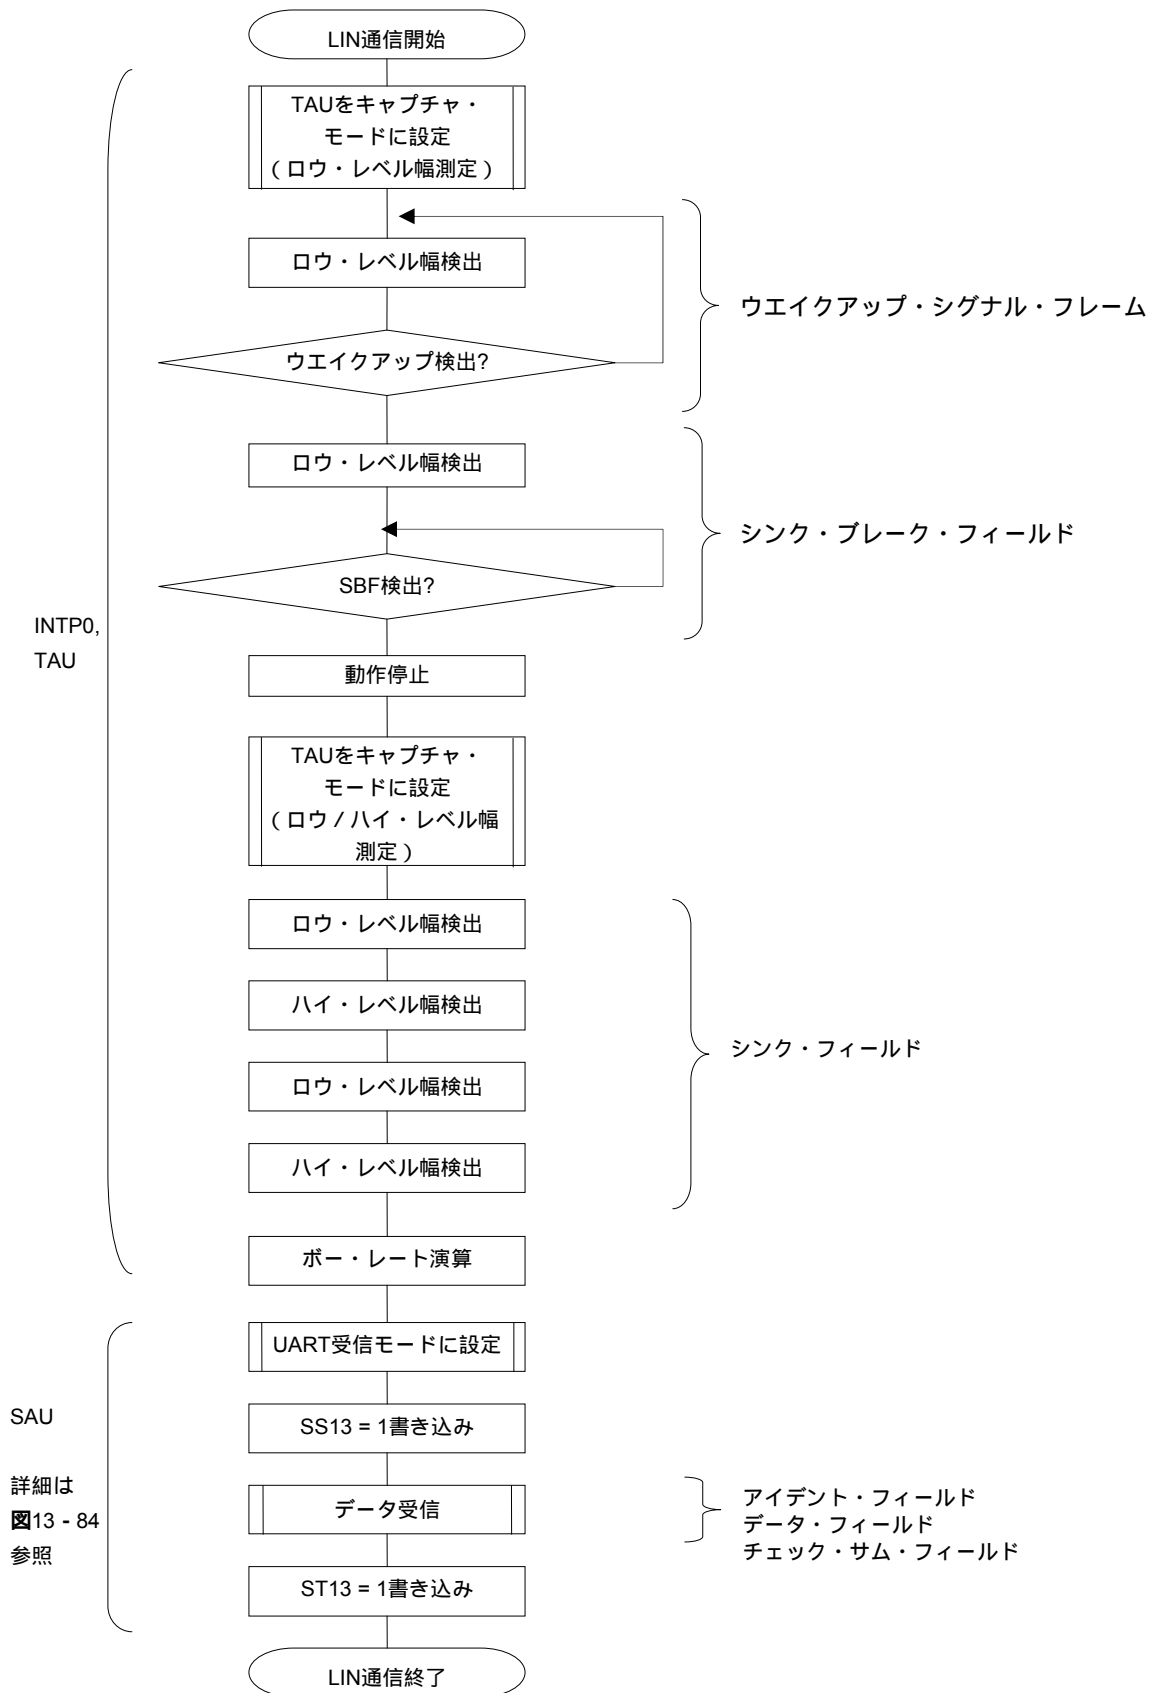 LIN通信開始
TAUをキャプチャ・
モードに設定
(ロウ・レベル幅測定)
ロウ・レベル幅検出
ウエイクアップ・シグナル・フレーム
ウエイクアップ検出?
ロウ・レベル幅検出
シンク・ブレーク・フィールド
SBF検出?
INTP0,
TAU
動作停止
TAUをキャプチャ・
モードに設定
(ロウ/ハイ・レベル幅
測定)
ロウ・レベル幅検出
ハイ・レベル幅検出
シンク・フィールド
ロウ・レベル幅検出
ハイ・レベル幅検出
ボー・レート演算
UART受信モードに設定
SAU
SS13 = 1書き込み
詳細は
図13-84
参照
データ受信
アイデント・フィールド
データ・フィールド
チェック・サム・フィールド
ST13 = 1書き込み
LIN通信終了